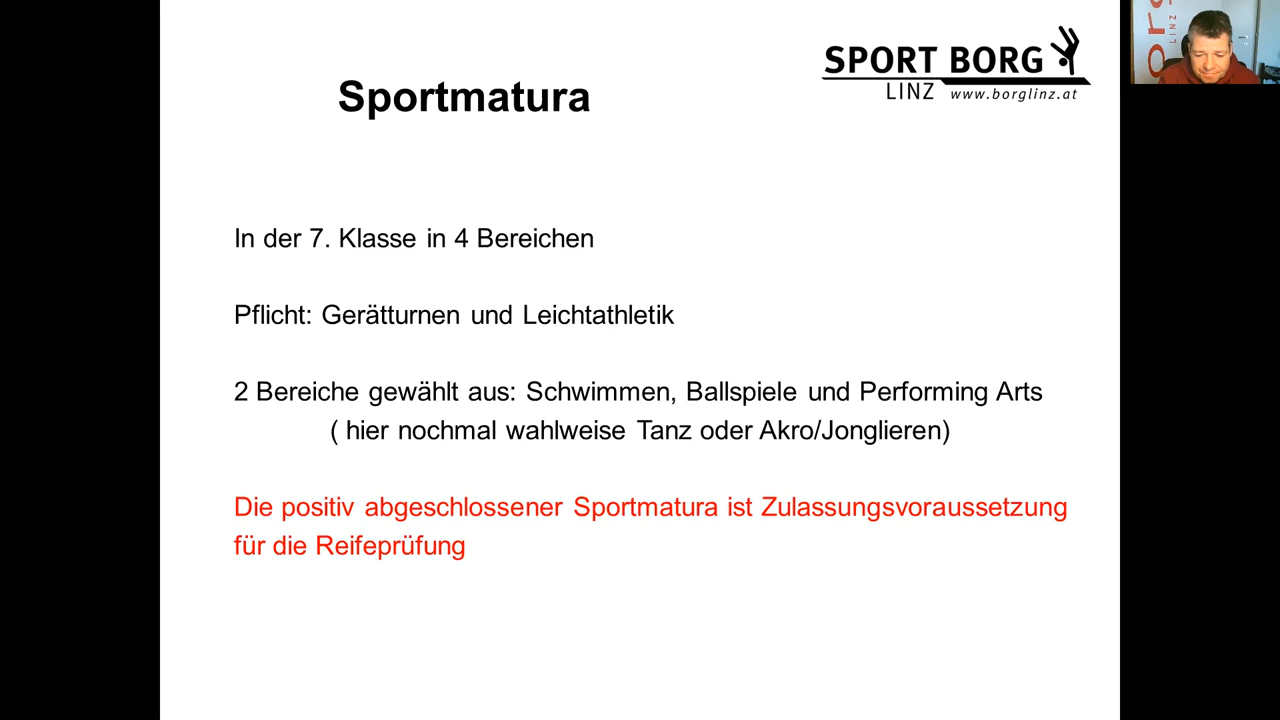 Sportmatura
SPORT BORG
LINZ www.borglinz.at
In der 7. Klasse in 4 Bereichen
Pflicht: Gerätturnen und Leichtathletik
2 Bereiche gewählt aus: Schwimmen, Ballspiele und Performing Arts
( hier nochmal wahlweise Tanz oder Akro/Jonglieren)
Die positiv abgeschlossener Sportmatura ist Zulassungsvoraussetzung
für die Reifeprüfung
org
LINZ